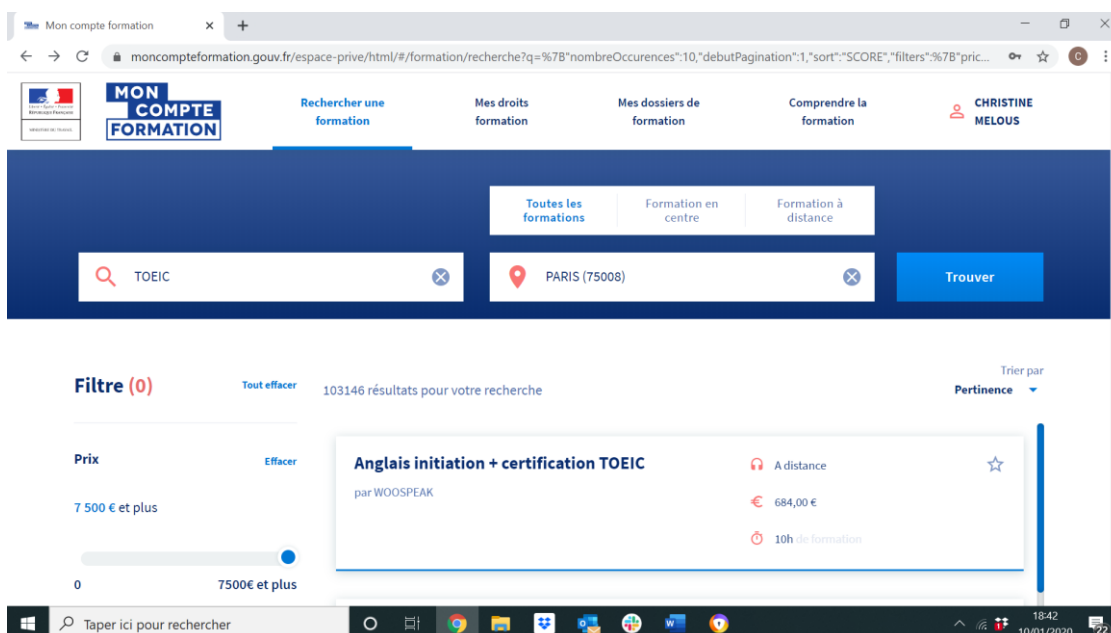 Mon compte formation
moncompteformation.gouv.fr/espace-prive/html/#/formation/recherche?q=%7B"nombreOccurences":10,"debutPagination":1,"sort":"SCORE","filters":%7B"pric...
C
MON
COMPTE
FORMATION
Rechercher une
formation
Mes droits
formation
Mes dossiers de
formation
Comprendre la
formation
CHRISTINE
MELOUS
Toutes les
formations
Formation en
centre
Formation à
distance
TOEIC
PARIS (75008)
Trouver
Filtre (0)
Tout effacer
103146 résultats pour votre recherche
Trier par
Pertinence
Prix
Effacer
7 500 € et plus
0
7500€ et plus
Anglais initiation + certification TOEIC
par WOOSPEAK
A distance
684,00 €
10h de formation
Taper ici pour rechercher
18:42
10/01/2020
22